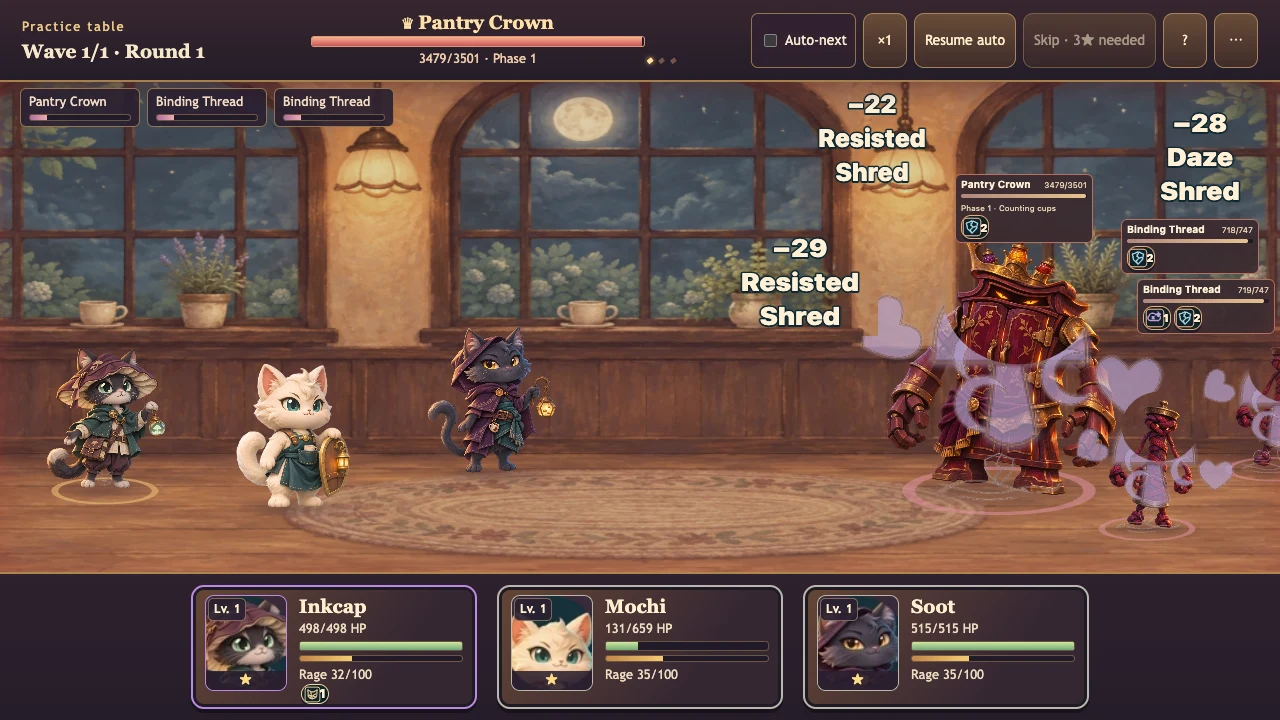 Practice table
Wave 1/1 · Round 1
♛ Pantry Crown
3479/3501 · Phase 1
Auto-next
×1
Resume auto
Skip · 3★ needed
?
···
Pantry Crown
Binding Thread
Binding Thread
−22
Resisted
Shred
−28
Daze
Shred
−29
Resisted
Shred
Pantry Crown 3479/3501
Phase 1 · Counting cups
2
Binding Thread 718/747
2
Binding Thread 719/747
1 2
Lv. 1
Inkcap
498/498 HP
Rage 32/100
1
Lv. 1
Mochi
131/659 HP
Rage 35/100
Lv. 1
Soot
515/515 HP
Rage 35/100